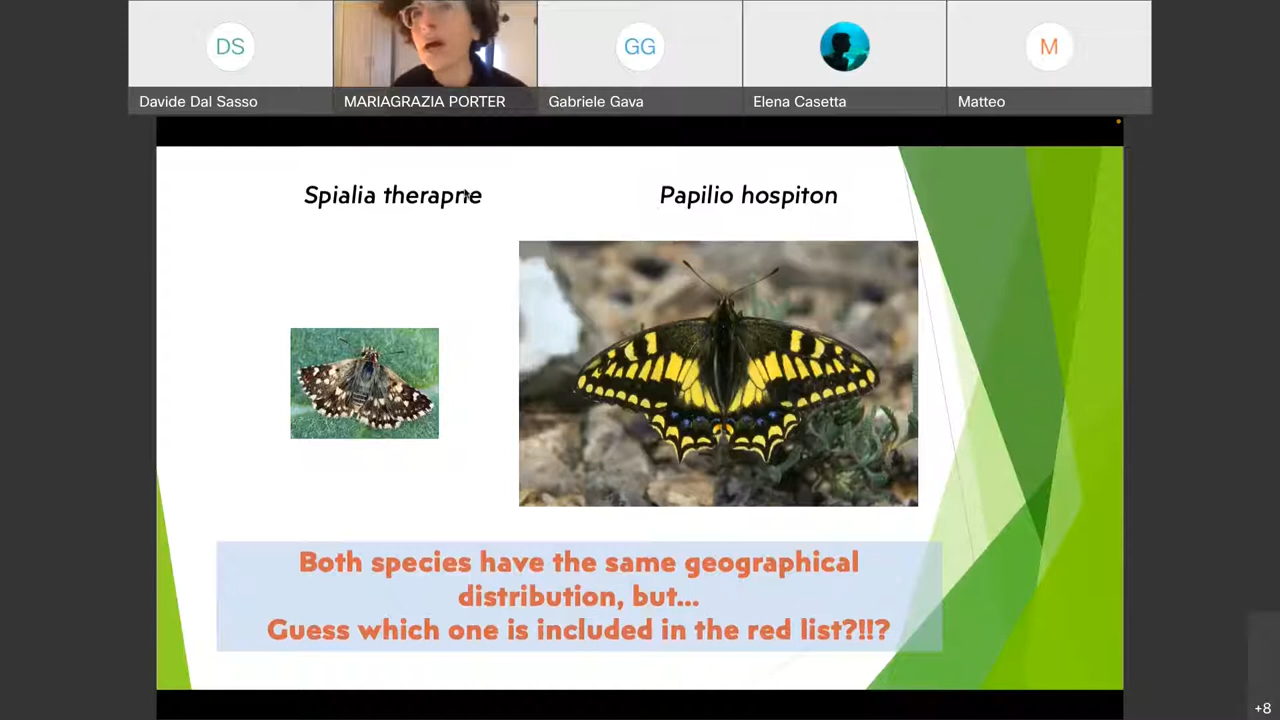 DS
GG
M
Davide Dal Sasso
MARIAGRAZIA PORTER
Gabriele Gava
Elena Casetta
Matteo
Spialia therapne
Papilio hospiton
Both species have the same geographical
distribution, but...
Guess which one is included in the red list?!!?
+8